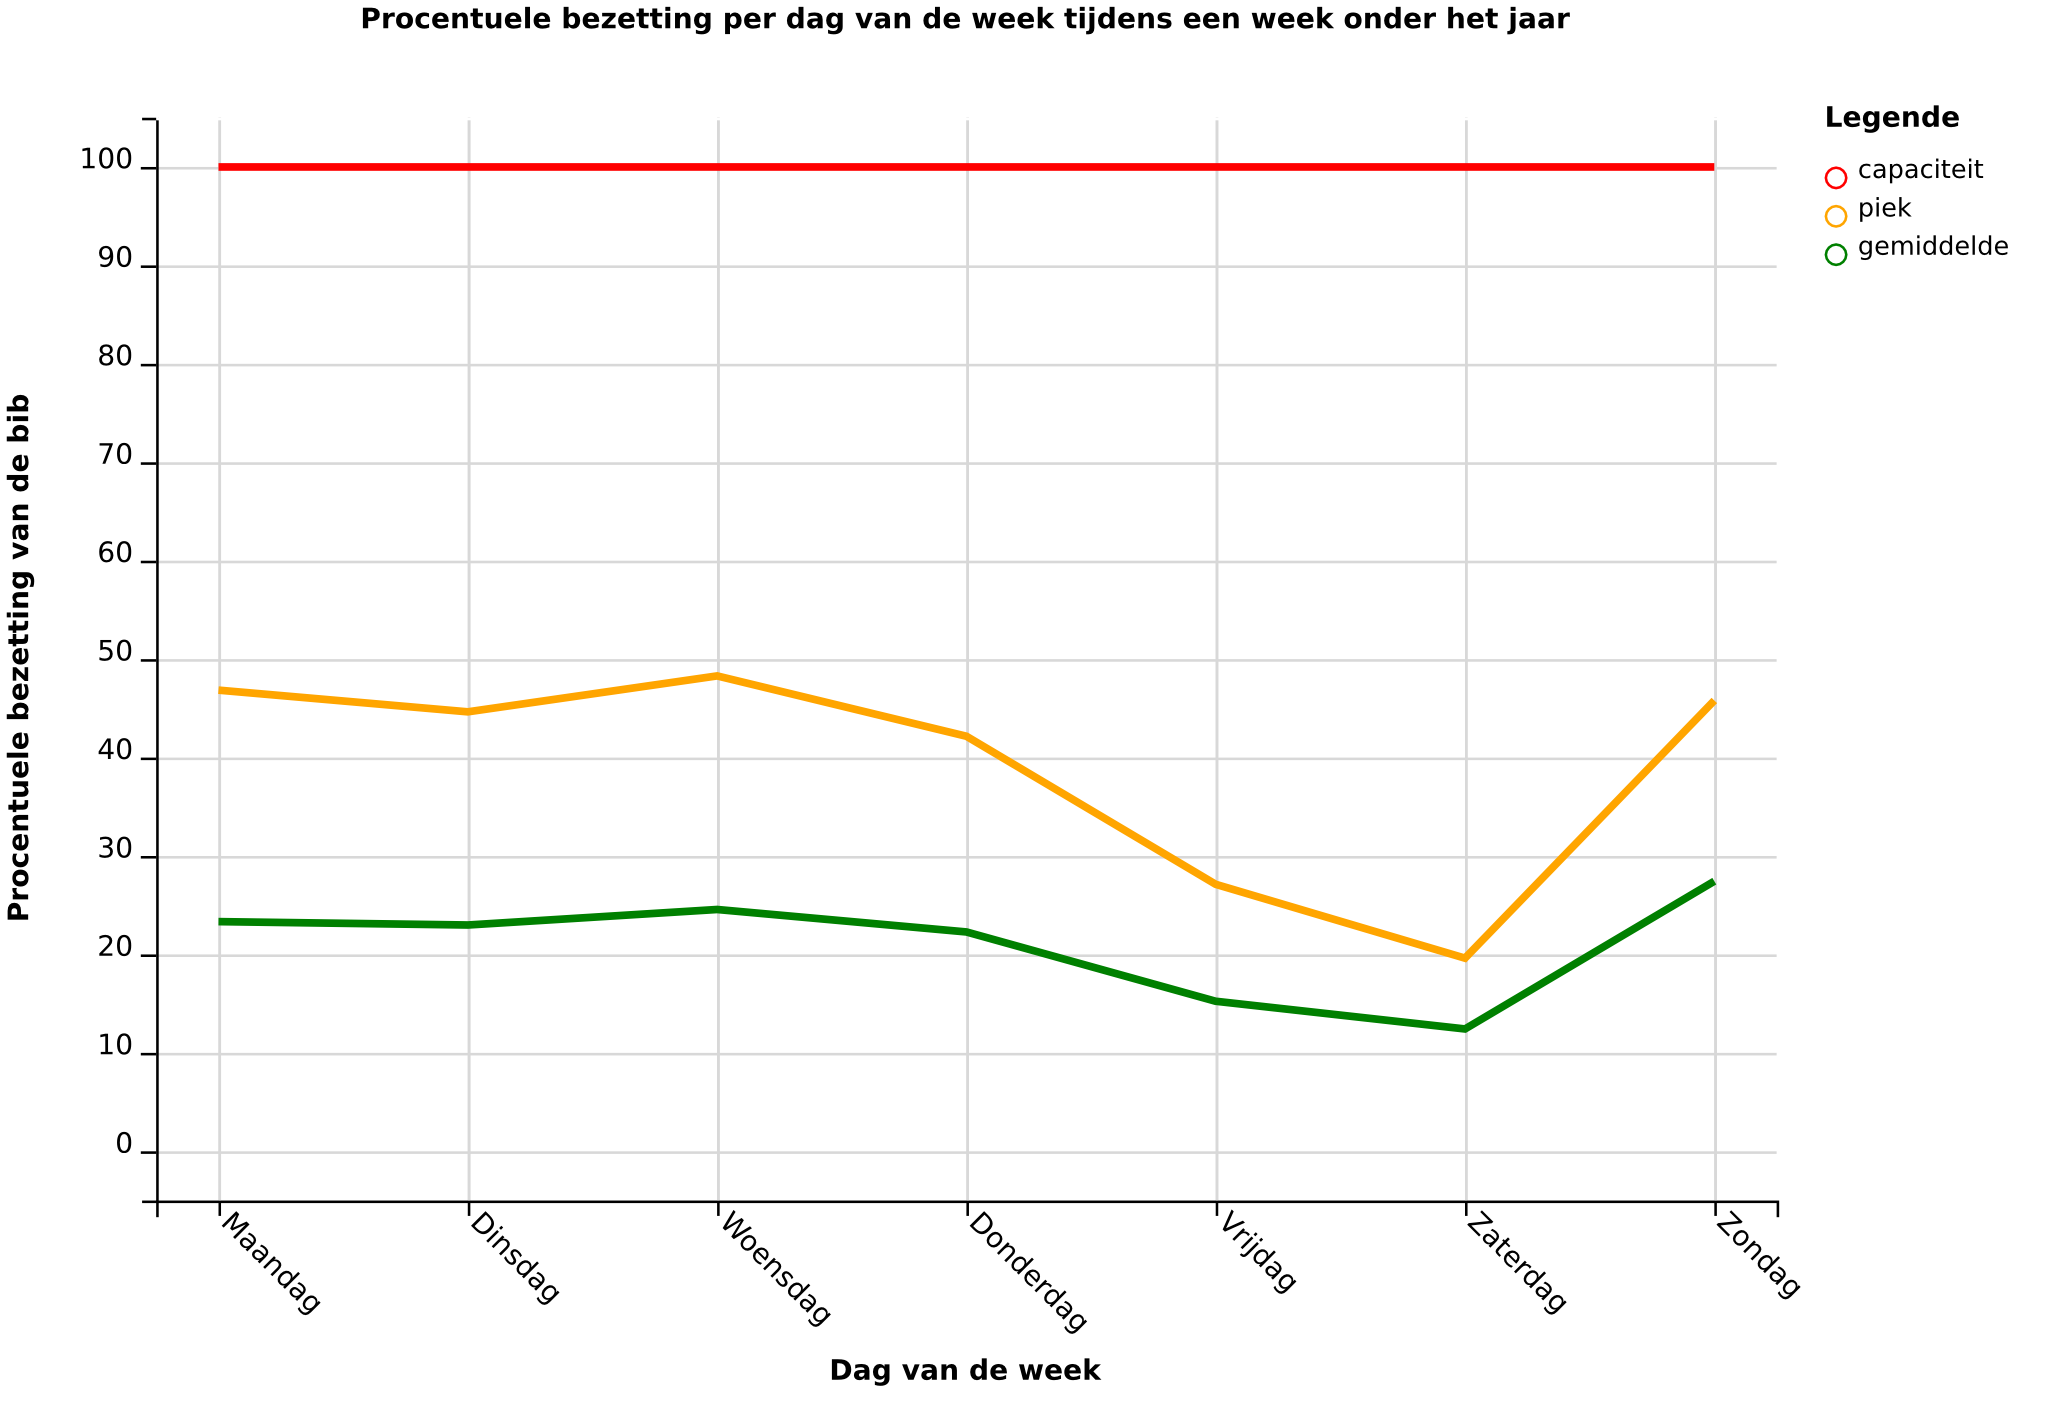 Procentuele bezetting per dag van de week tijdens een week onder het jaar
Legende
capaciteit
piek
gemiddelde
Procentuele bezetting van de bib
100
90
80
70
60
50
40
30
20
10
0
Maandag
Dinsdag
Woensdag
Donderdag
Vrijdag
Zaterdag
Zondag
Dag van de week